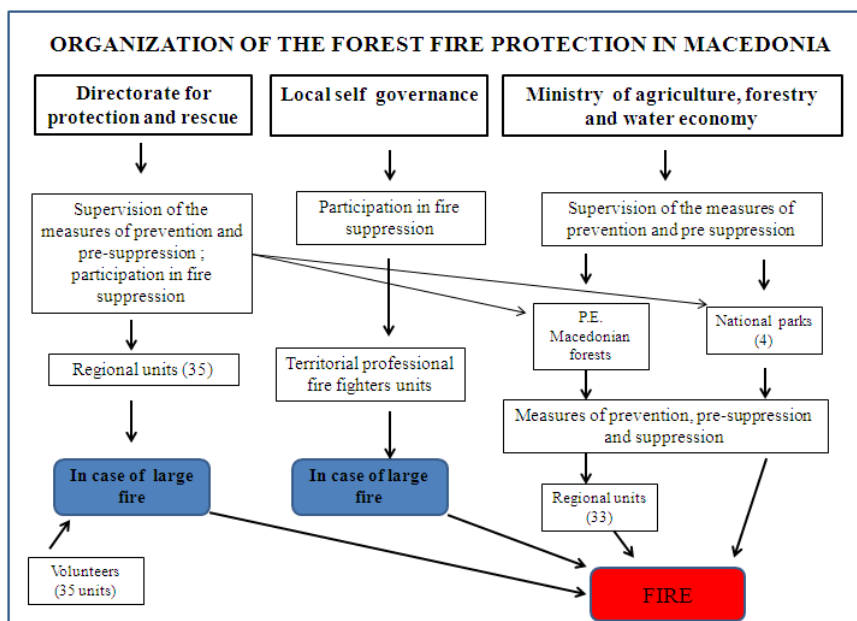 ORGANIZATION OF THE FOREST FIRE PROTECTION IN MACEDONIA
Directorate for
protection and rescue
Local self governance
Ministry of agriculture, forestry
and water economy
Supervision of the
measures of prevention and
pre-suppression ;
participation in fire
suppression
Participation in fire
suppression
Supervision of the measures of
prevention and pre suppression
P.E.
Macedonian
forests
National parks
(4)
Regional units (35)
Territorial professional
fire fighters units
Measures of prevention, pre-suppression
and suppression
In case of large
fire
In case of large
fire
Regional units
(33)
Volunteers
(35 units)
FIRE